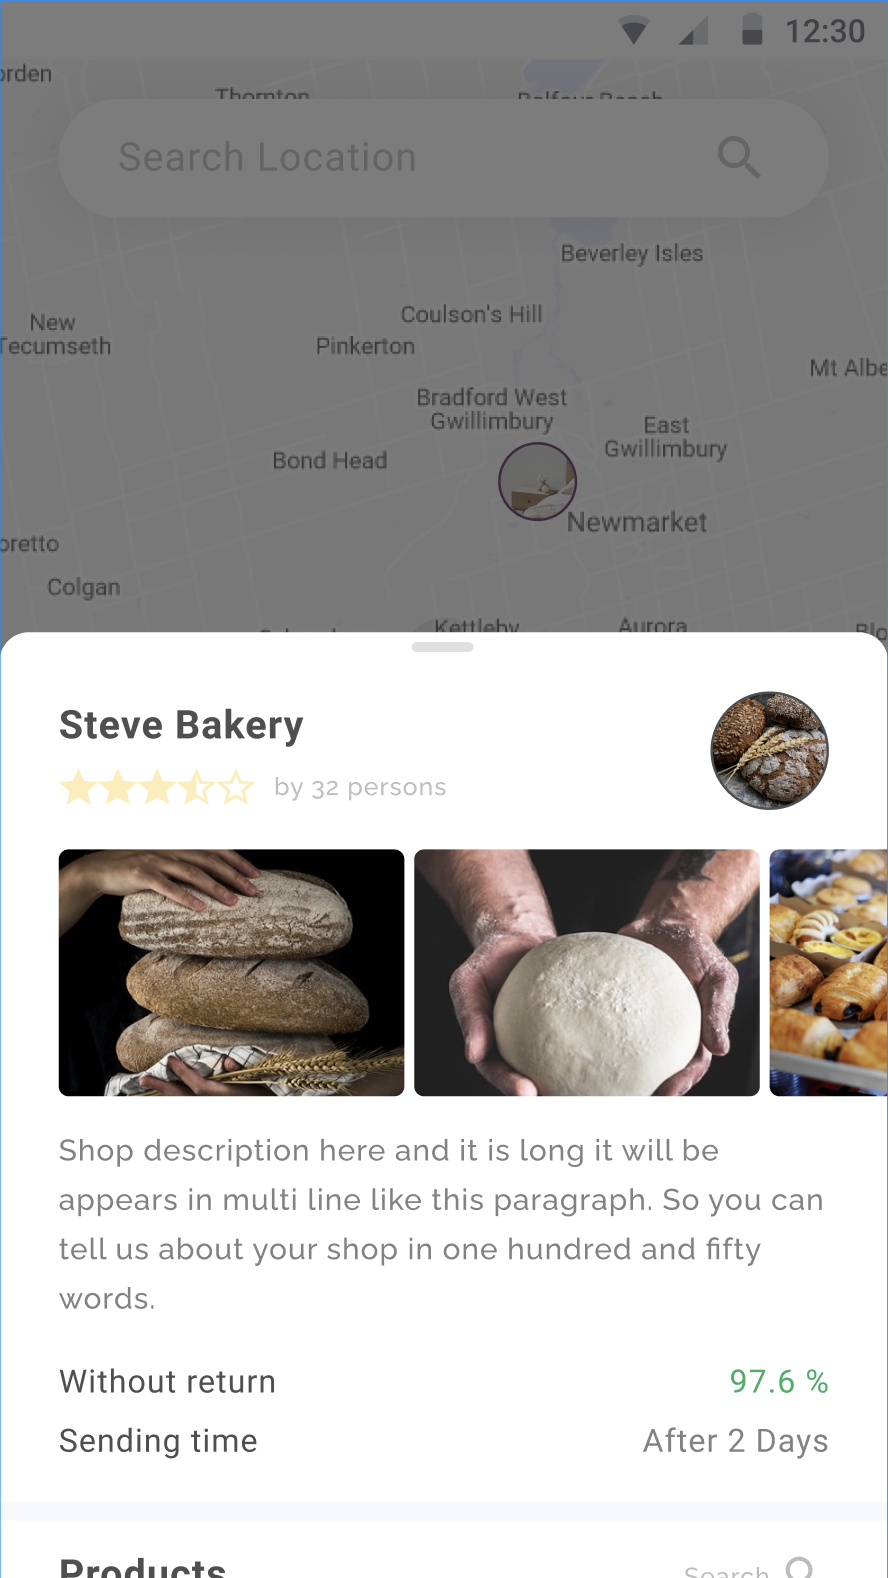 12:30
orden
Thornton
Balfour Beach
Search Location
Beverley Isles
Coulson's Hill
New
Tecumseth
Pinkerton
Mt Albe
Bradford West
Gwillimbury
East
Gwillimbury
Bond Head
Newmarket
oretto
Colgan
Kettleby
Aurora
Blo
Steve Bakery
by 32 persons
Shop description here and it is long it will be
appears in multi line like this paragraph. So you can
tell us about your shop in one hundred and fifty
words.
Without return 97.6 %
Sending time After 2 Days
Products Search